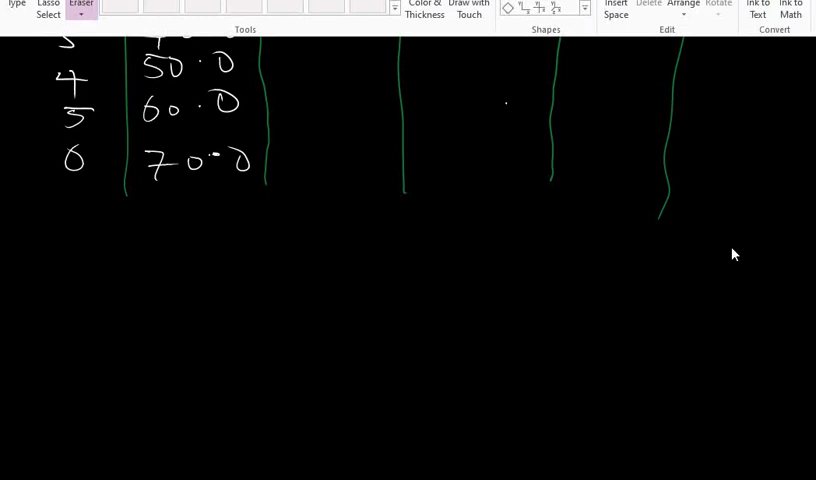 Type
Lasso Select
Eraser
Color & Thickness
Draw with Touch
Insert Space
Delete
Arrange
Rotate
Ink to Text
Ink to Math
Tools
Shapes
Edit
Convert
4 50.0
5 60.0
6 70.0